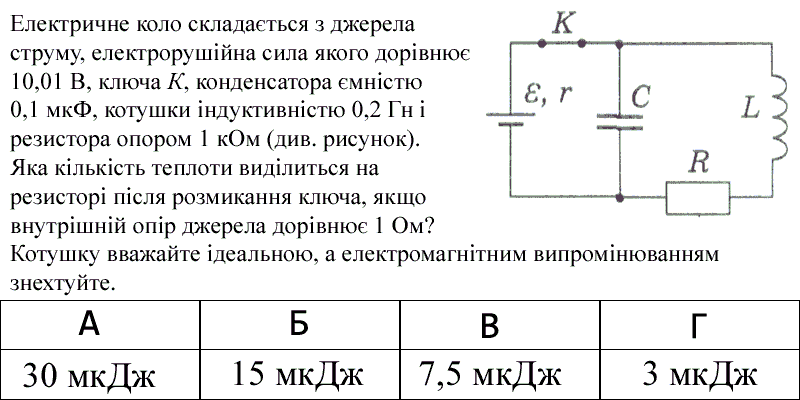 Електричне коло складається з джерела
струму, електрорушійна сила якого дорівнює
10,01 В, ключа K, конденсатора ємністю
0,1 мкФ, котушки індуктивністю 0,2 Гн і
резистора опором 1 кОм (див. рисунок).
Яка кількість теплоти виділиться на
резисторі після розмикання ключа, якщо
внутрішній опір джерела дорівнює 1 Ом?
Котушку вважайте ідеальною, а електромагнітним випромінюванням
знехтуйте.
K
ε, r
C
L
R
А Б В Г
30 мкДж 15 мкДж 7,5 мкДж 3 мкДж